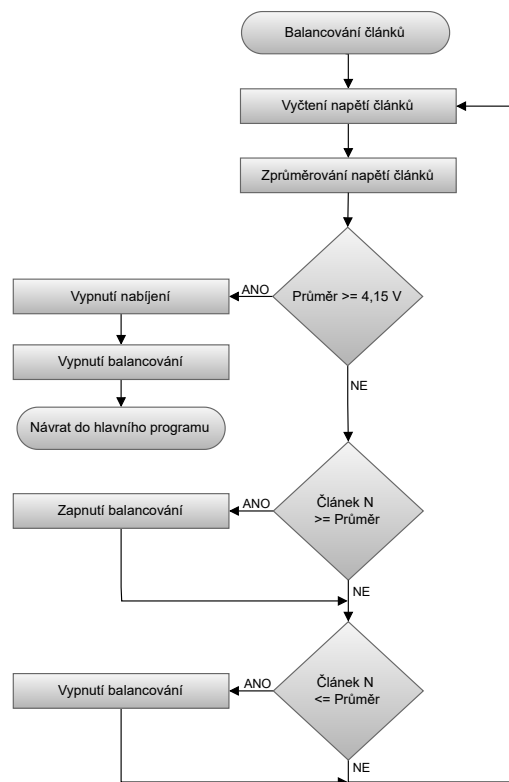 Balancování článků
Vyčtení napětí článků
Zprůměrování napětí článků
Průměr >= 4,15 V
ANO
Vypnutí nabíjení
Vypnutí balancování
Návrat do hlavního programu
NE
Článek N
>= Průměr
ANO
Zapnutí balancování
NE
Článek N
<= Průměr
ANO
Vypnutí balancování
NE